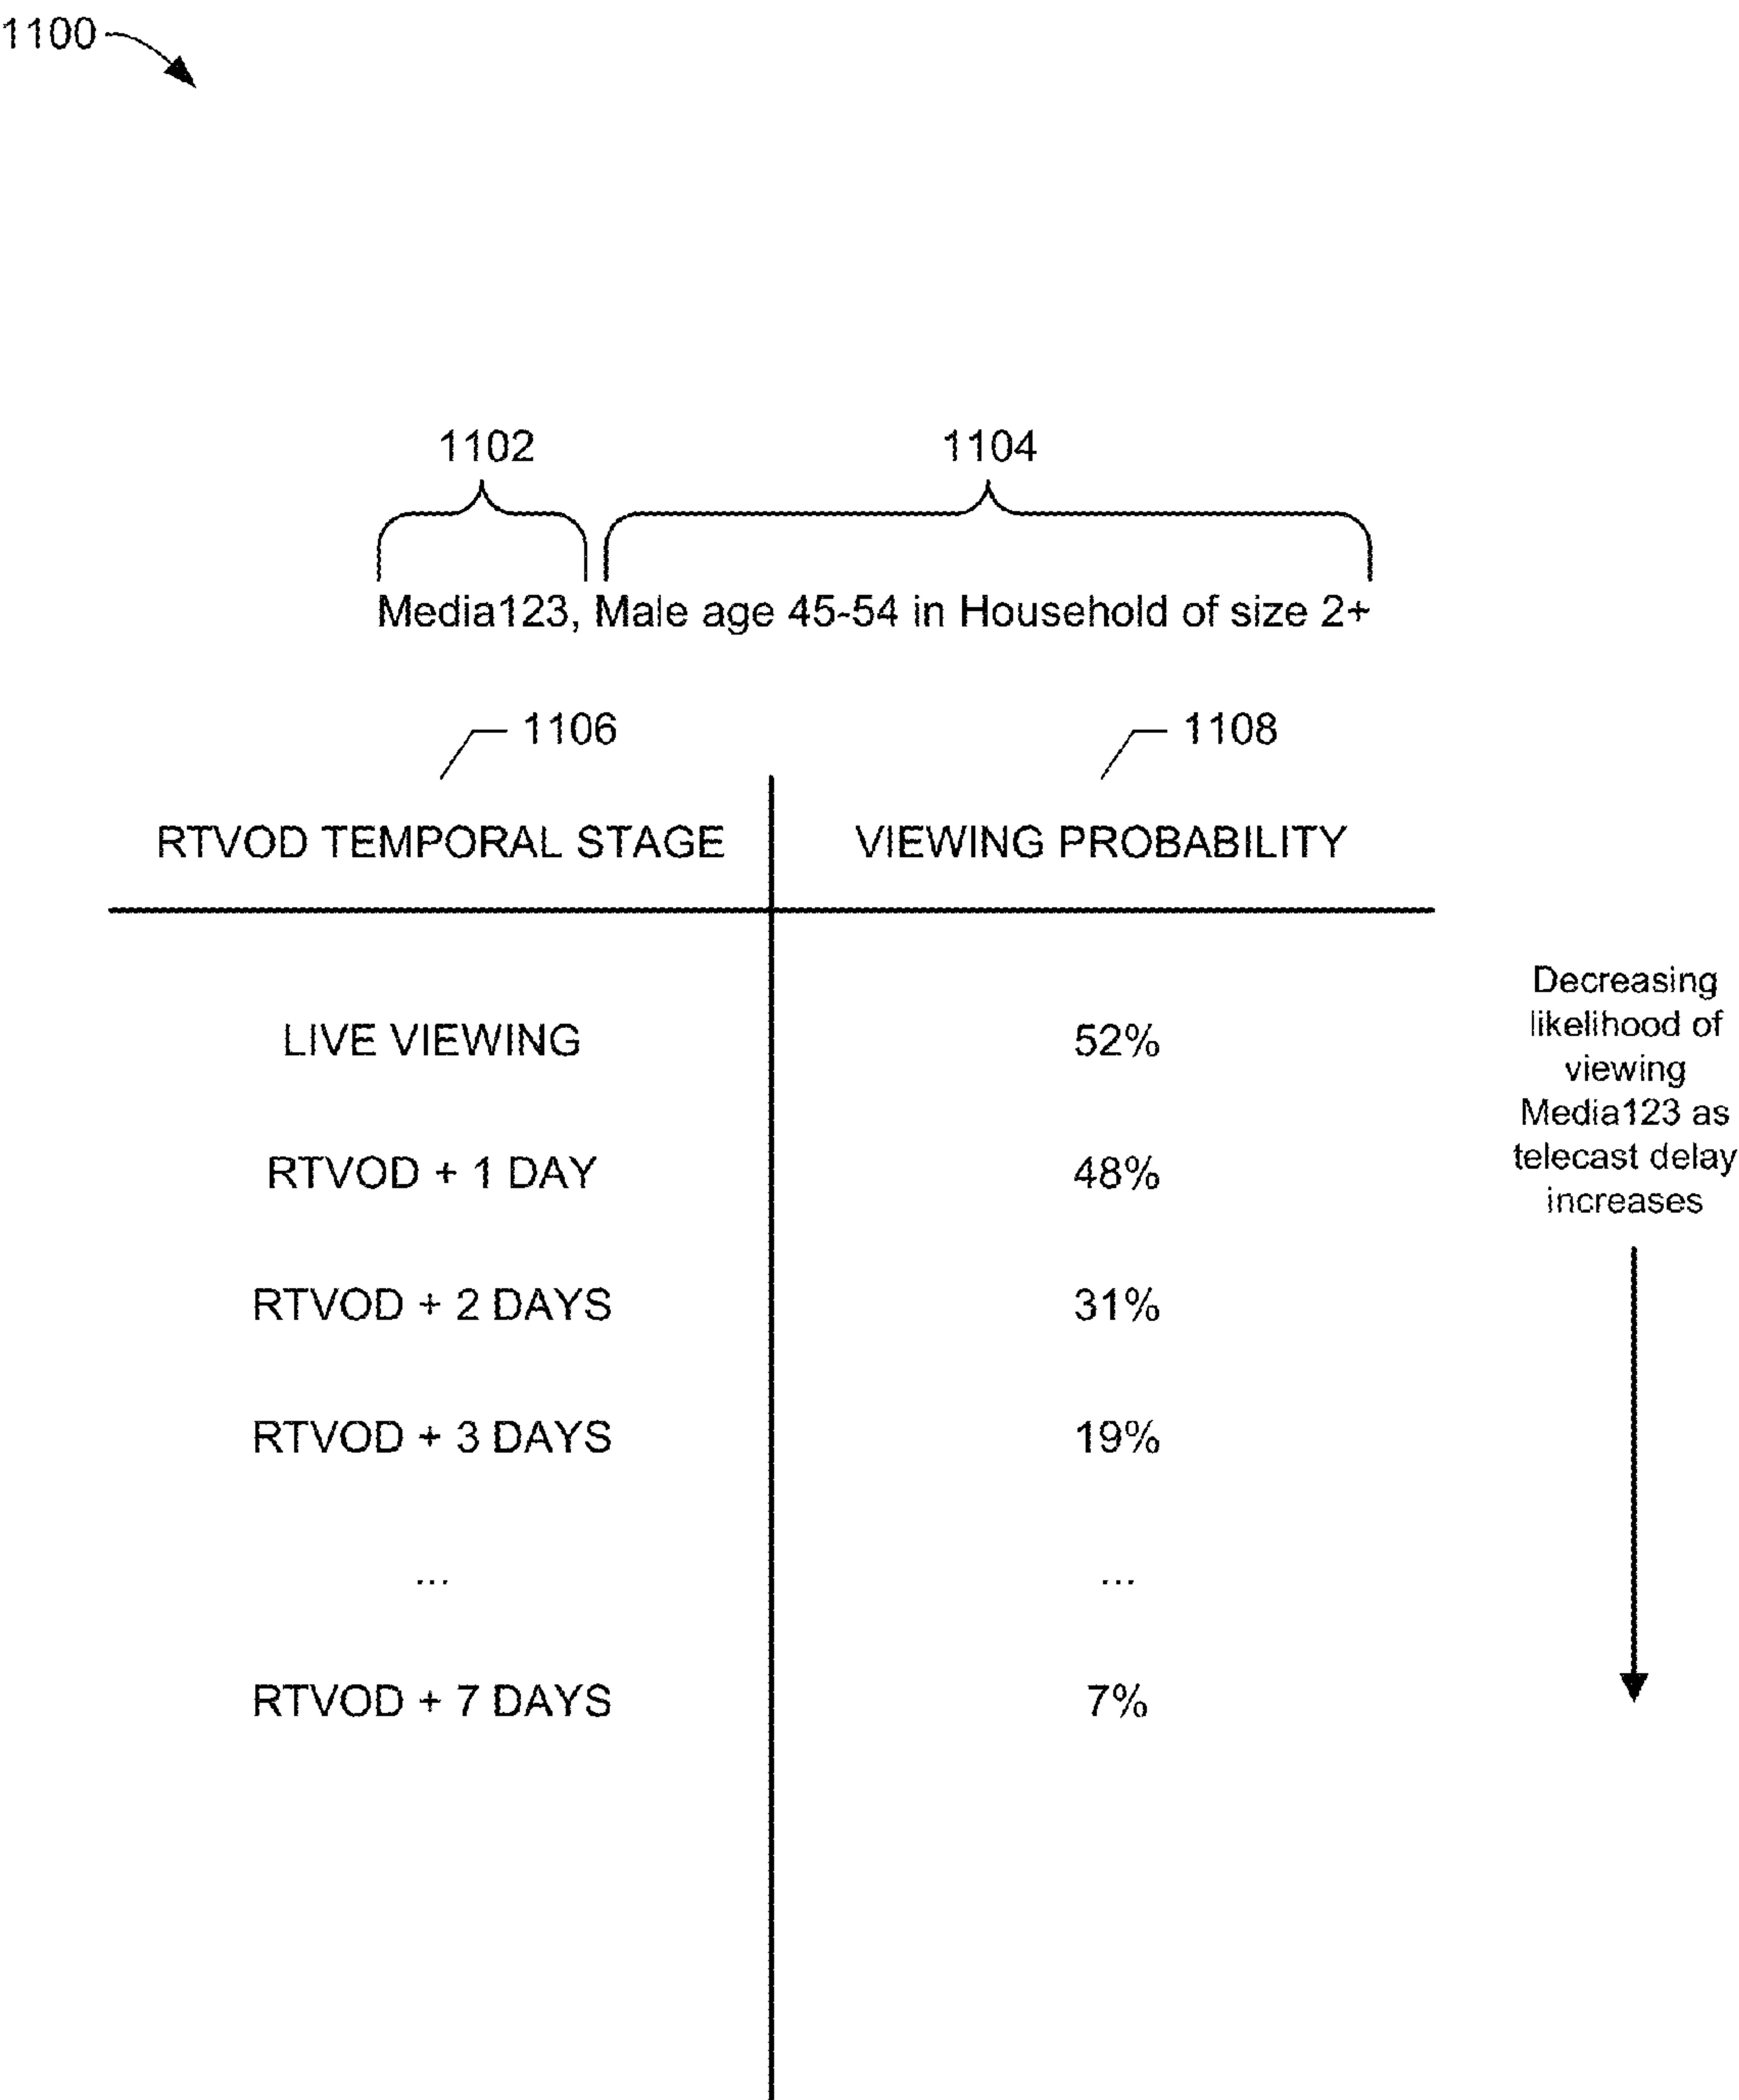 1100
1102 1104
Media123, Male age 45-54 in Household of size 2+
1106 1108
RTVOD TEMPORAL STAGE VIEWING PROBABILITY
LIVE VIEWING 52%
RTVOD + 1 DAY 48%
RTVOD + 2 DAYS 31%
RTVOD + 3 DAYS 19%
... ...
RTVOD + 7 DAYS 7%
Decreasing
likelihood of
viewing
Media123 as
telecast delay
increases